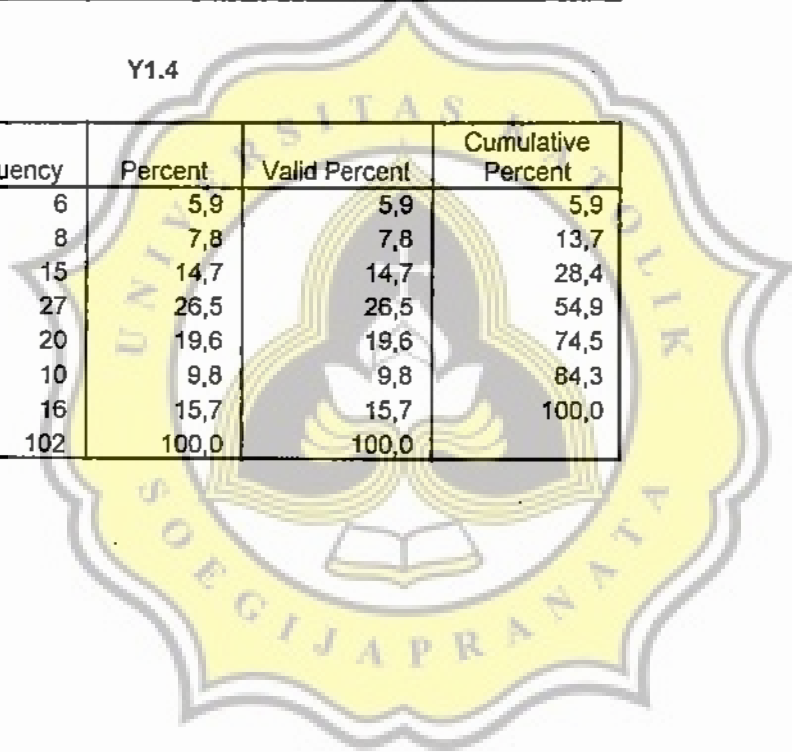 Y1.4
uency Percent Valid Percent Cumulative Percent
6 5,9 5,9 5,9
8 7,8 7,8 13,7
15 14,7 14,7 28,4
27 26,5 26,5 54,9
20 19,6 19,6 74,5
10 9,8 9,8 84,3
16 15,7 15,7 100,0
102 100,0 100,0
UNIVERSITAS KATOLIK
SOEGIJAPRANATA